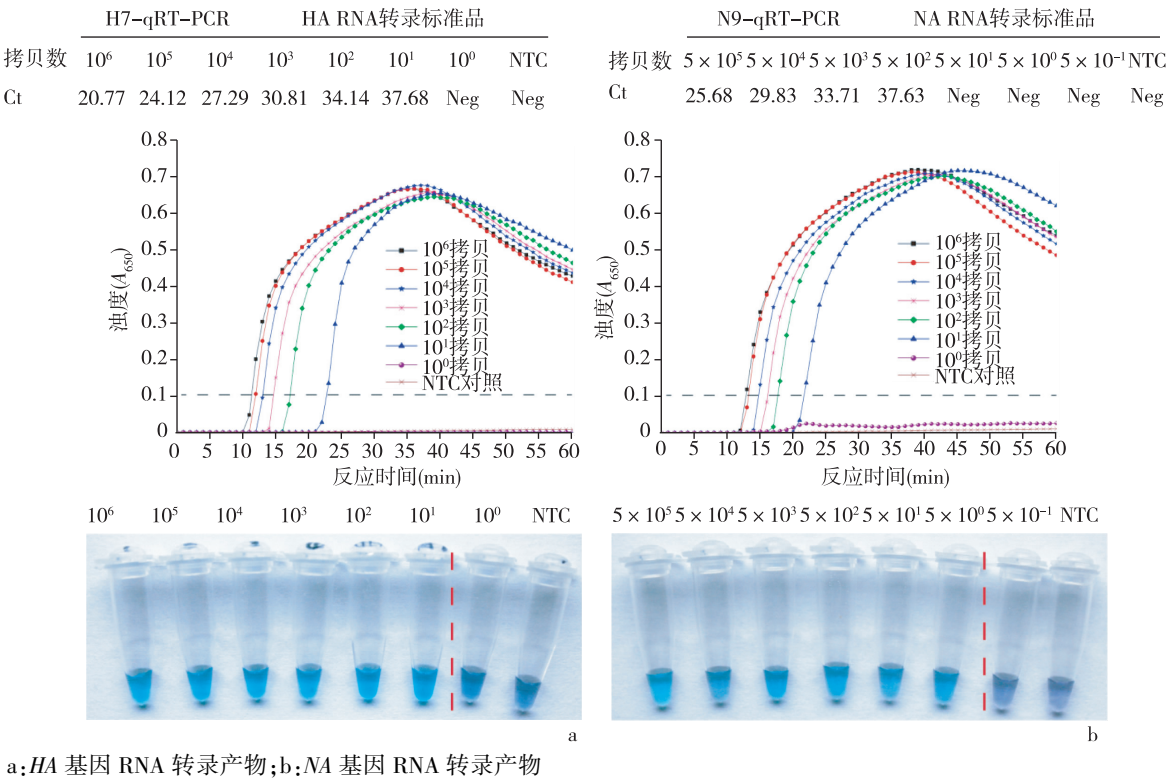 H7-qRT-PCR HA RNA转录标准品
拷贝数 10⁶ 10⁵ 10⁴ 10³ 10² 10¹ 10⁰ NTC
Ct 20.77 24.12 27.29 30.81 34.14 37.68 Neg Neg
0.8
0.7
0.6
0.5
0.4
0.3
0.2
0.1
0
浊度(A₆₅₀)
10⁶拷贝
10⁵拷贝
10⁴拷贝
10³拷贝
10²拷贝
10¹拷贝
10⁰拷贝
NTC对照
0 5 10 15 20 25 30 35 40 45 50 55 60
反应时间(min)
10⁶ 10⁵ 10⁴ 10³ 10² 10¹ 10⁰ NTC
a
N9-qRT-PCR NA RNA转录标准品
拷贝数 5×10⁵ 5×10⁴ 5×10³ 5×10² 5×10¹ 5×10⁰ 5×10⁻¹ NTC
Ct 25.68 29.83 33.71 37.63 Neg Neg Neg Neg
0.8
0.7
0.6
0.5
0.4
0.3
0.2
0.1
0
浊度(A₆₅₀)
10⁶拷贝
10⁵拷贝
10⁴拷贝
10³拷贝
10²拷贝
10¹拷贝
10⁰拷贝
NTC对照
0 5 10 15 20 25 30 35 40 45 50 55 60
反应时间(min)
5×10⁵ 5×10⁴ 5×10³ 5×10² 5×10¹ 5×10⁰ 5×10⁻¹ NTC
b
a:HA 基因 RNA 转录产物;b:NA 基因 RNA 转录产物